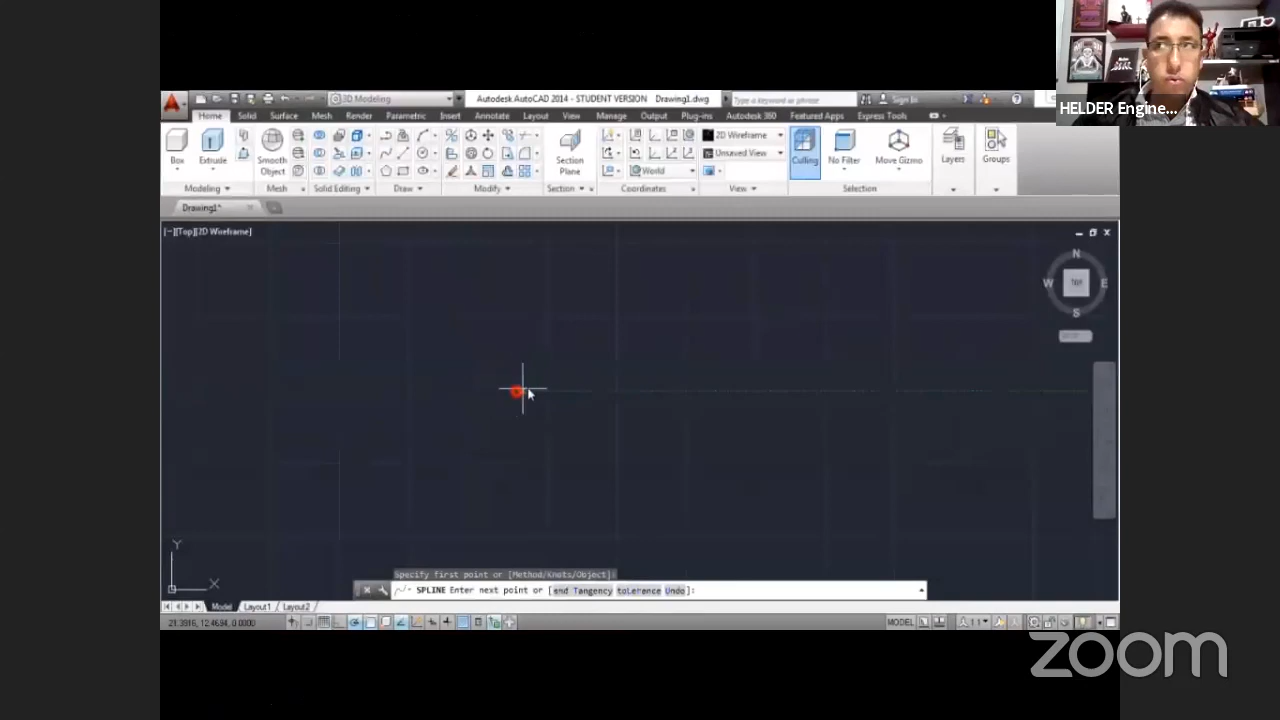 HELDER Engine...
3D Modeling
Autodesk AutoCAD 2014 - STUDENT VERSION Drawing1.dwg
Type a keyword or phrase
Sign In
Home Solid Surface Mesh Render Parametric Insert Annotate Layout View Manage Output Plug-ins Autodesk 360 Featured Apps Express Tools
Box
Extrude
Smooth
Object
Section
Plane
2D Wireframe
Unsaved View
World
Culling
No Filter
Move Gizmo
Layers
Groups
Modeling
Mesh
Solid Editing
Draw
Modify
Section
Coordinates
View
Selection
Drawing1*
[−][Top][2D Wireframe]
N
W
TOP
E
S
Y
X
Specify first point or [Method/Knots/Object]:
SPLINE Enter next point or [end Tangency toLerance Undo]:
Model Layout1 Layout2
MODEL
1:1
zoom